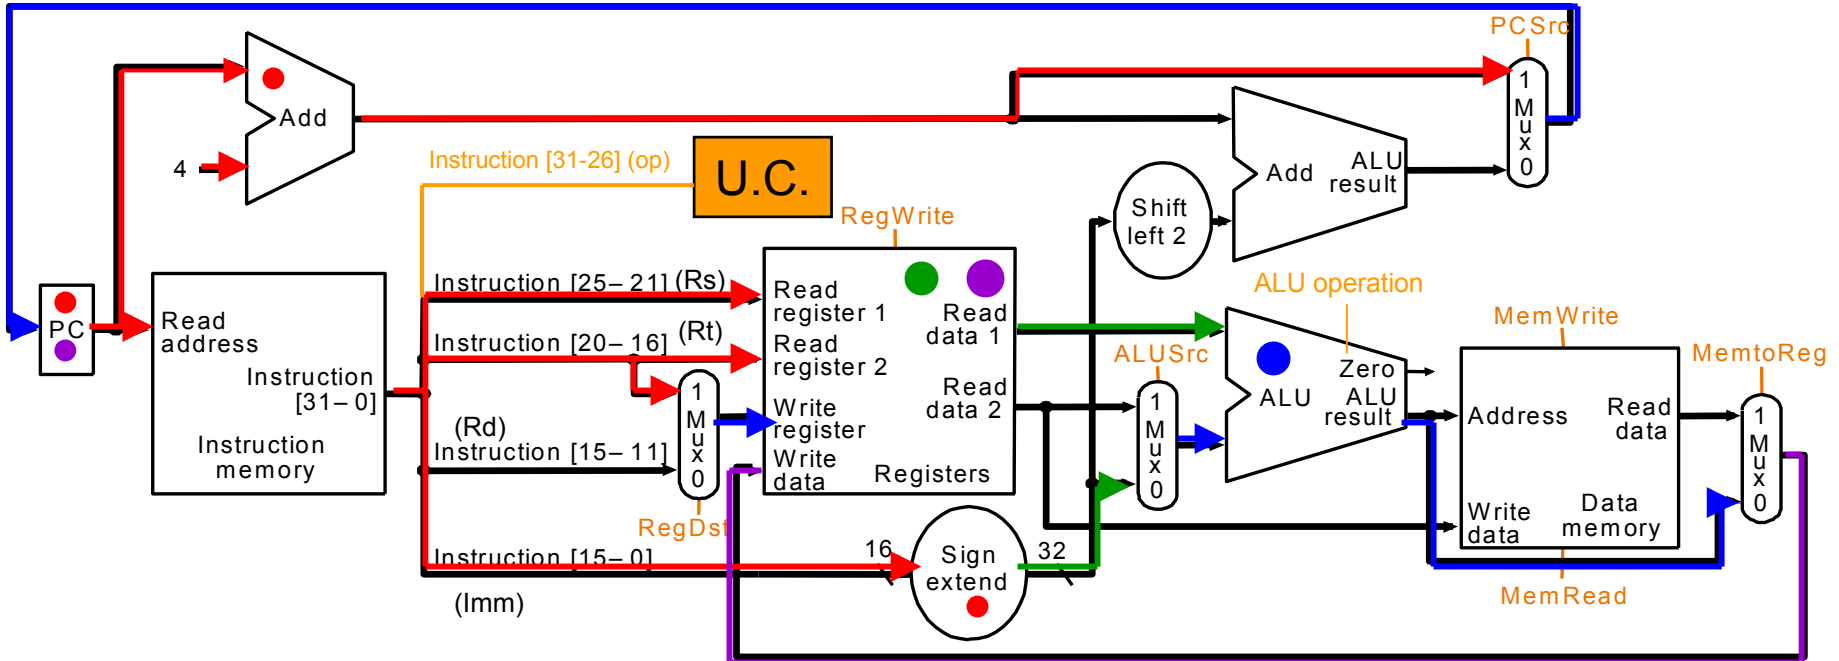 PCSrc
1
M
u
x
0
Add
4
Instruction [31-26] (op)
U.C.
Add
ALU
result
Shift
left 2
RegWrite
PC
Read
address
Instruction
[31–0]
Instruction
memory
Instruction [25–21] (Rs)
Instruction [20–16] (Rt)
(Rd)
Instruction [15–11]
Instruction [15–0]
(Imm)
1
M
u
x
0
RegDst
Read
register 1
Read
register 2
Write
register
Write
data
Read
data 1
Read
data 2
Registers
16
Sign
extend
32
ALUSrc
1
M
u
x
0
ALU operation
Zero
ALU
ALU
result
MemWrite
Address
Read
data
Write
data
Data
memory
MemRead
MemtoReg
1
M
u
x
0